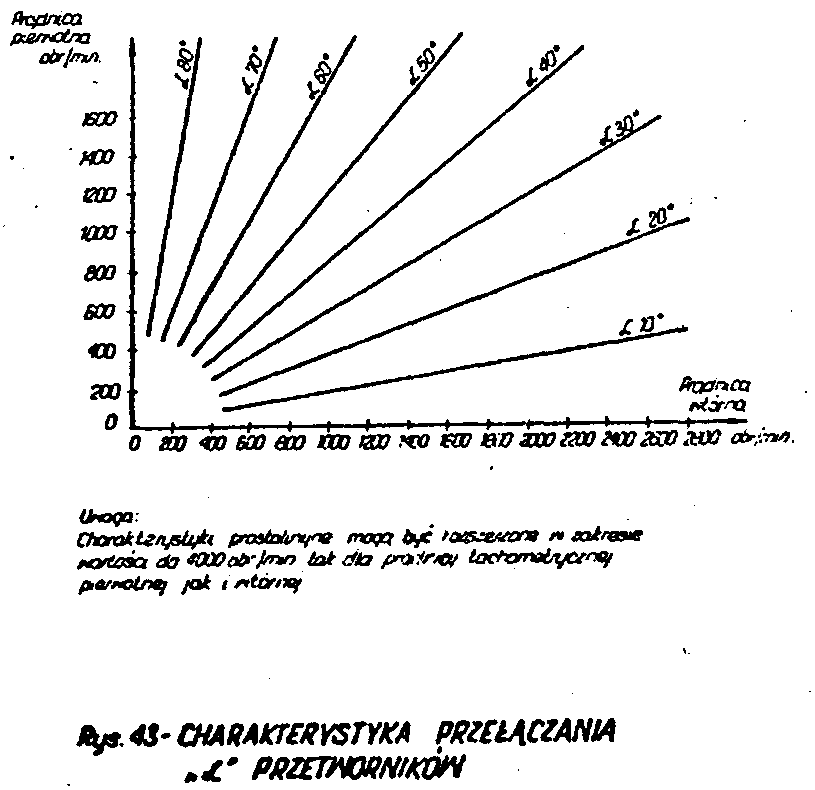 Prądnica
pierwotna
obr/min.
α 80°
α 70°
α 60°
α 50°
α 40°
α 30°
α 20°
α 10°
1600
1400
1200
1000
800
600
400
200
0
Prądnica
wtórna
0 200 400 600 800 1000 1200 1400 1600 1800 2000 2200 2400 2600 2800 obr/min.
Uwaga:
Charakterystyki prostoliniowe mogą być rozszerzone w zakresie
wartości do 4000 obr/min tak dla prądnicy tachometrycznej
pierwotnej jak i wtórnej
Rys. 43 - CHARAKTERYSTYKA PRZEŁĄCZANIA
„α" PRZETWORNIKÓW